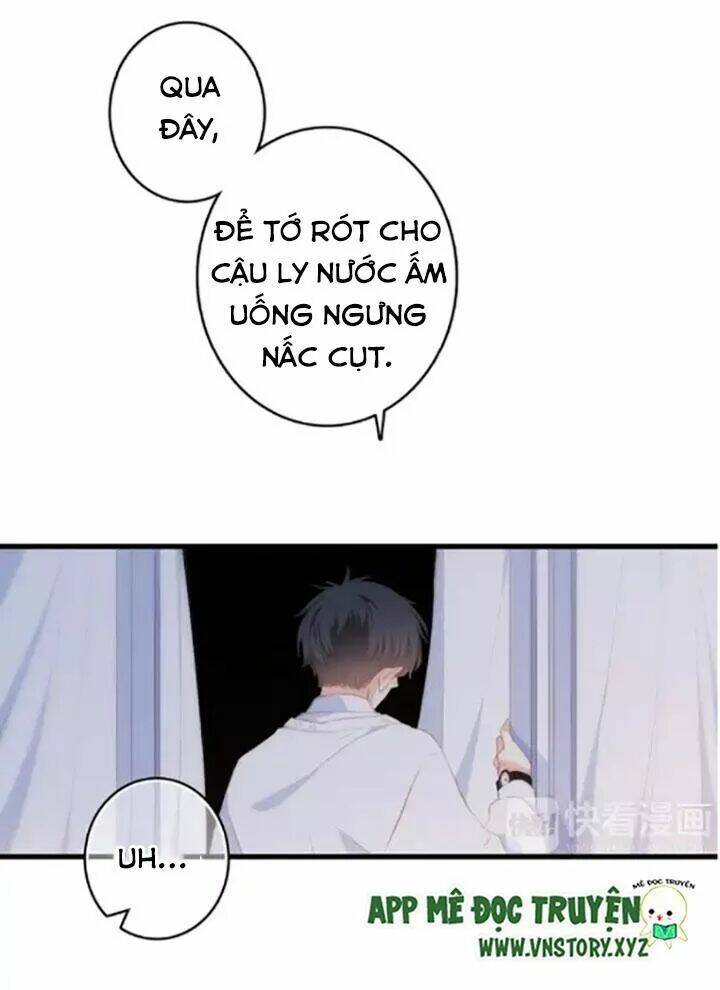 QUA
ĐÂY,
ĐỂ TỚ RÓT CHO
CẬU LY NƯỚC ẤM
UỐNG NGƯNG
NẤC CỤT.
快看漫画
UH...
MÊ ĐỌC TRUYỆN
APP MÊ ĐỌC TRUYỆN
WWW.VNSTORY.XYZ